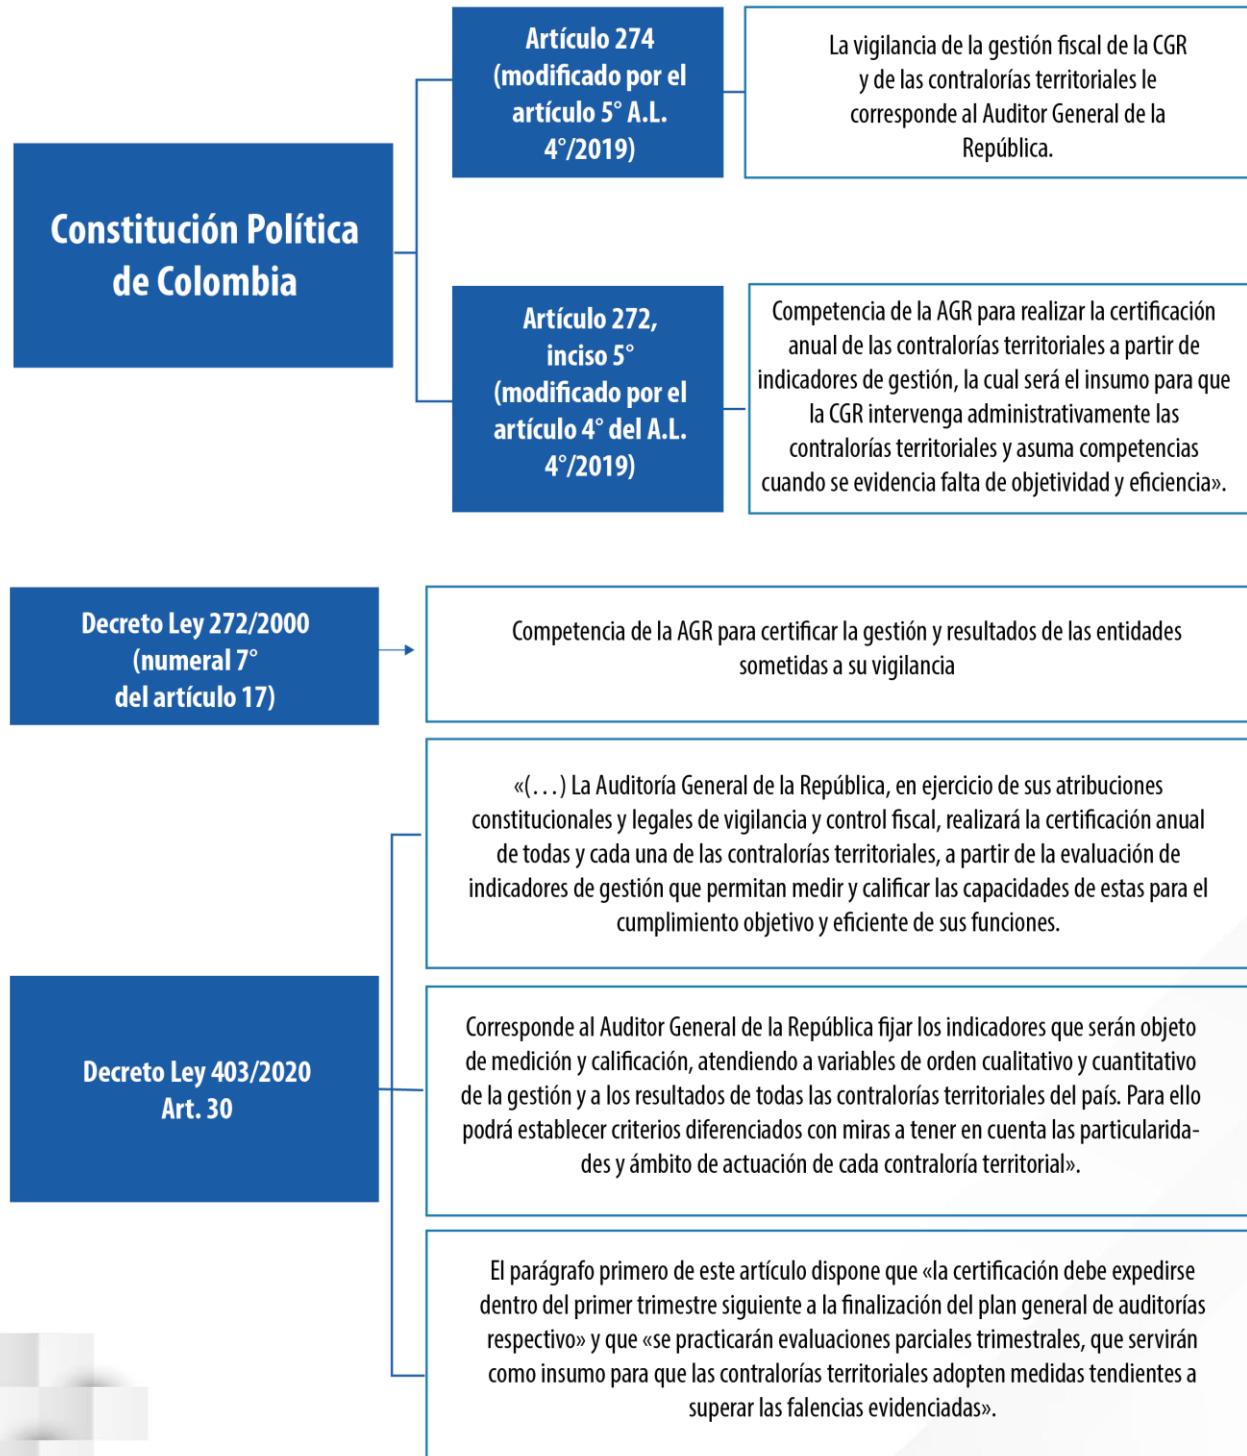 Constitución Política
de Colombia
Artículo 274
(modificado por el
artículo 5° A.L.
4°/2019)
La vigilancia de la gestión fiscal de la CGR
y de las contralorías territoriales le
corresponde al Auditor General de la
República.
Artículo 272,
inciso 5°
(modificado por el
artículo 4° del A.L.
4°/2019)
Competencia de la AGR para realizar la certificación
anual de las contralorías territoriales a partir de
indicadores de gestión, la cual será el insumo para que
la CGR intervenga administrativamente las
contralorías territoriales y asuma competencias
cuando se evidencia falta de objetividad y eficiencia».
Decreto Ley 272/2000
(numeral 7°
del artículo 17)
Competencia de la AGR para certificar la gestión y resultados de las entidades
sometidas a su vigilancia
Decreto Ley 403/2020
Art. 30
«(…) La Auditoría General de la República, en ejercicio de sus atribuciones
constitucionales y legales de vigilancia y control fiscal, realizará la certificación anual
de todas y cada una de las contralorías territoriales, a partir de la evaluación de
indicadores de gestión que permitan medir y calificar las capacidades de estas para el
cumplimiento objetivo y eficiente de sus funciones.
Corresponde al Auditor General de la República fijar los indicadores que serán objeto
de medición y calificación, atendiendo a variables de orden cualitativo y cuantitativo
de la gestión y a los resultados de todas las contralorías territoriales del país. Para ello
podrá establecer criterios diferenciados con miras a tener en cuenta las particularida-
des y ámbito de actuación de cada contraloría territorial».
El parágrafo primero de este artículo dispone que «la certificación debe expedirse
dentro del primer trimestre siguiente a la finalización del plan general de auditorías
respectivo» y que «se practicarán evaluaciones parciales trimestrales, que servirán
como insumo para que las contralorías territoriales adopten medidas tendientes a
superar las falencias evidenciadas».